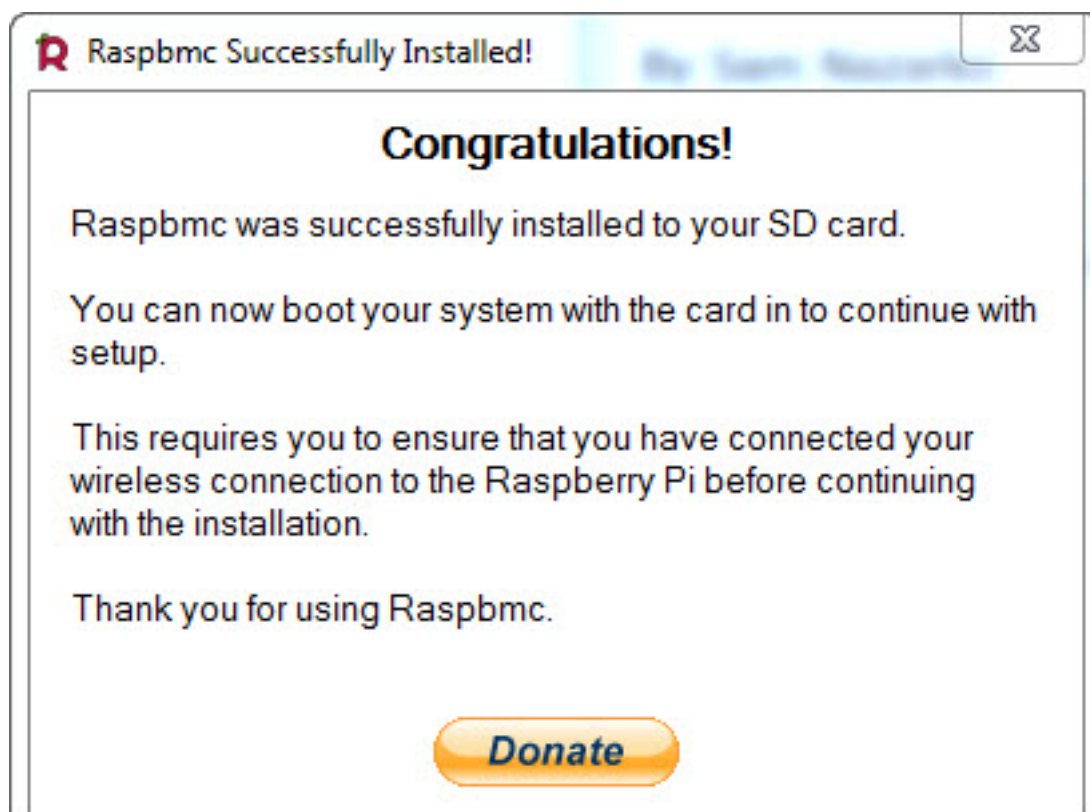 Raspbmc Successfully Installed!
Congratulations!
Raspbmc was successfully installed to your SD card.
You can now boot your system with the card in to continue with
setup.
This requires you to ensure that you have connected your
wireless connection to the Raspberry Pi before continuing
with the installation.
Thank you for using Raspbmc.
Donate